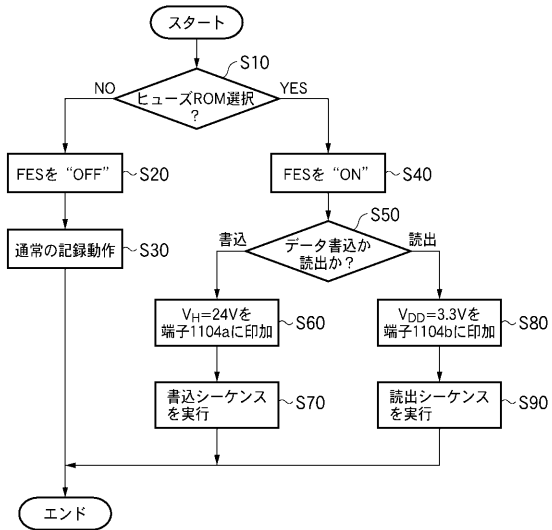 スタート
S10
NO
ヒューズROM選択
?
YES
FESを“OFF”
S20
FESを“ON”
S40
通常の記録動作
S30
S50
書込
データ書込か
読出か?
読出
VH=24Vを
端子1104aに印加
S60
VDD=3.3Vを
端子1104bに印加
S80
書込シーケンス
を実行
S70
読出シーケンス
を実行
S90
エンド